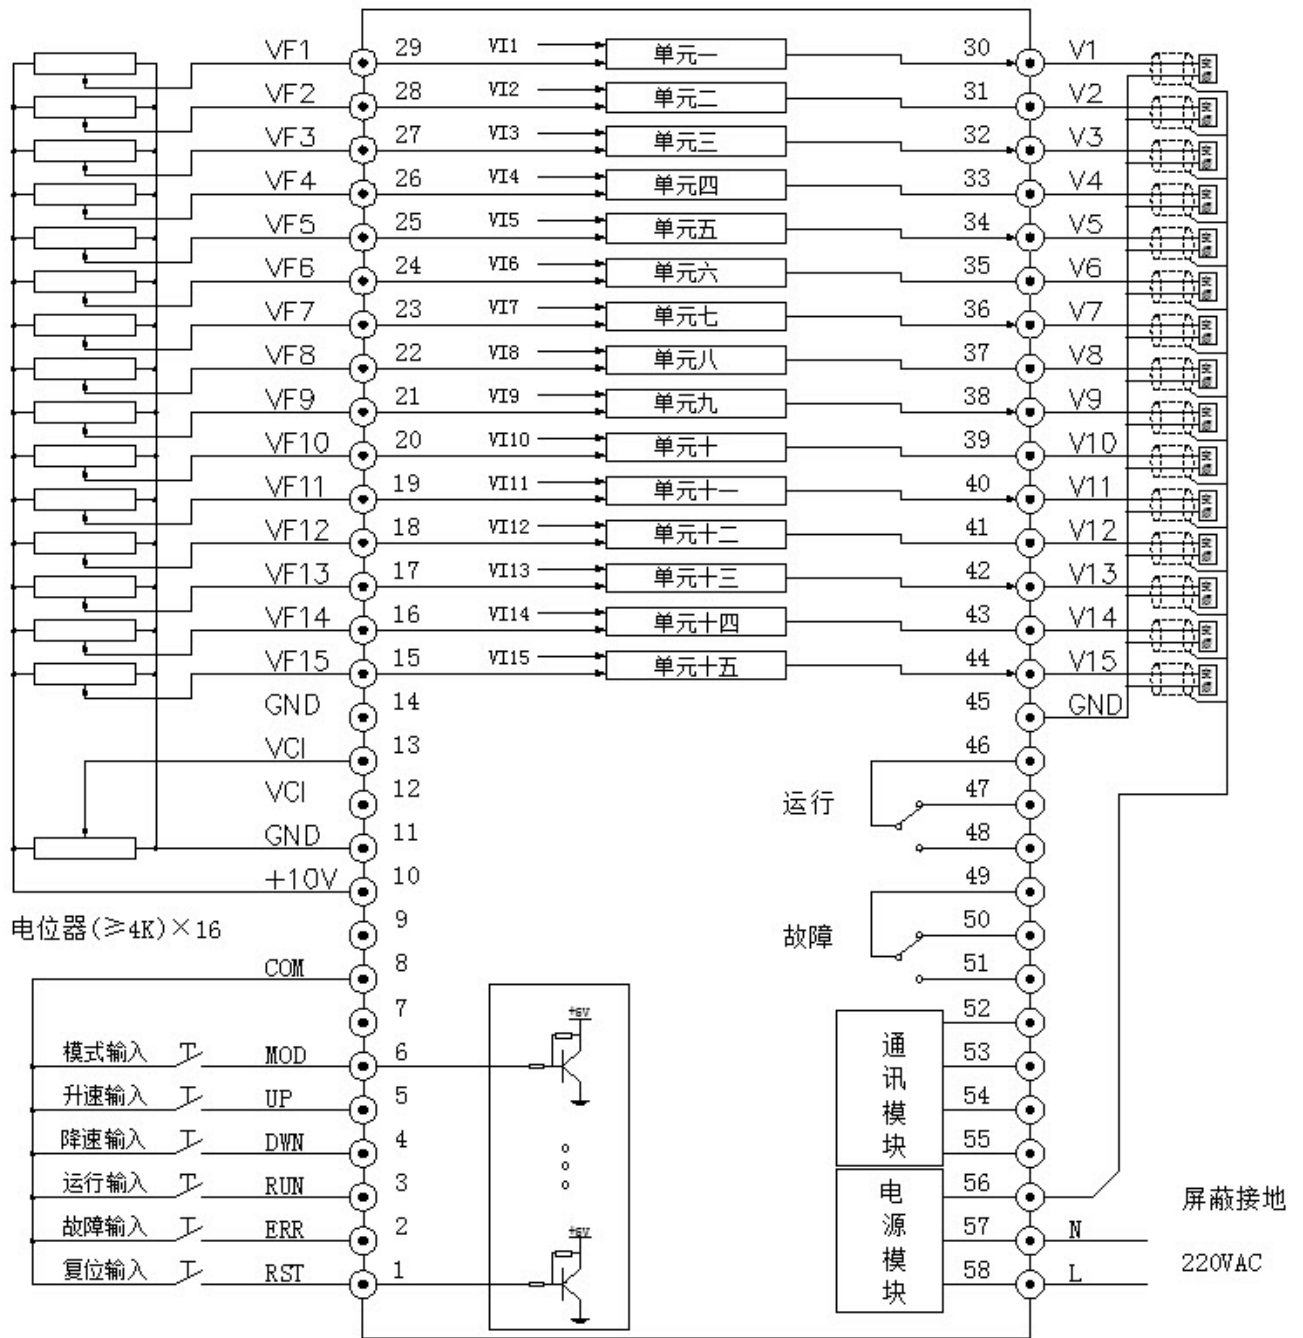 VF1 29 VI1 单元一 30 V1
VF2 28 VI2 单元二 31 V2
VF3 27 VI3 单元三 32 V3
VF4 26 VI4 单元四 33 V4
VF5 25 VI5 单元五 34 V5
VF6 24 VI6 单元六 35 V6
VF7 23 VI7 单元七 36 V7
VF8 22 VI8 单元八 37 V8
VF9 21 VI9 单元九 38 V9
VF10 20 VI10 单元十 39 V10
VF11 19 VI11 单元十一 40 V11
VF12 18 VI12 单元十二 41 V12
VF13 17 VI13 单元十三 42 V13
VF14 16 VI14 单元十四 43 V14
VF15 15 VI15 单元十五 44 V15
GND 14 45 GND
VCI 13 46
VCI 12 运行 47
GND 11 48
+10V 10 49
电位器(≥4K)×16 9 故障 50
COM 8 51
7 52
模式输入 MOD 6 53
升速输入 UP 5 54
降速输入 DWN 4 55
通讯模块
运行输入 RUN 3 56 屏蔽接地
故障输入 ERR 2 57 N
220VAC
复位输入 RST 1 58 L
电源模块